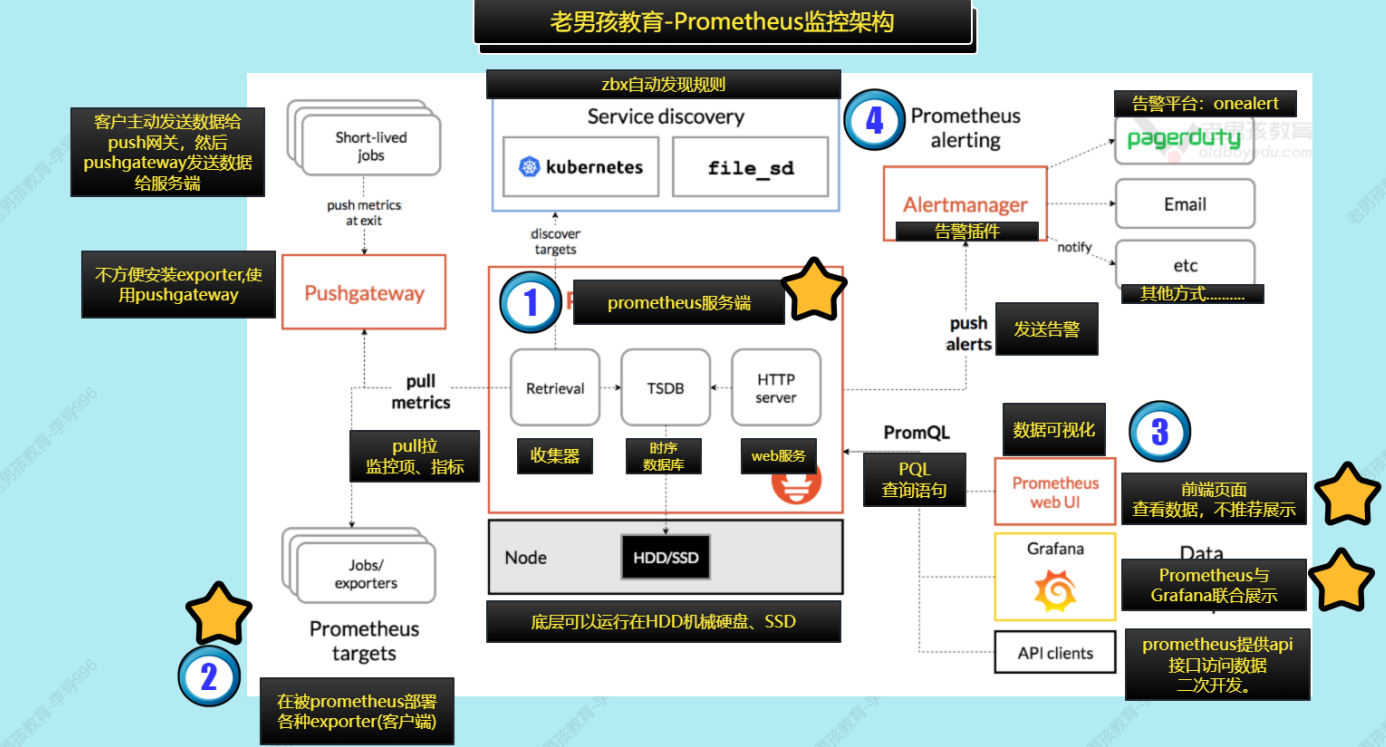 老男孩教育-Prometheus监控架构
客户主动发送数据给
push网关，然后
pushgateway发送数据
给服务端
Short-lived
jobs
push metrics
at exit
不方便安装exporter,使
用pushgateway
Pushgateway
zbx自动发现规则
Service discovery
kubernetes
file_sd
discover
targets
4
Prometheus
alerting
Alertmanager
告警插件
告警平台：onealert
pagerduty
老男孩教育
oldboyedu.com
Email
notify
etc
其他方式..........
1
prometheus服务端
Retrieval
TSDB
HTTP
server
收集器
时序
数据库
web服务
pull
metrics
pull拉
监控项、指标
push
alerts
发送告警
PromQL
PQL
查询语句
数据可视化
3
Prometheus
web UI
前端页面
查看数据，不推荐展示
Grafana
Data
Prometheus与
Grafana联合展示
API clients
prometheus提供api
接口访问数据
二次开发。
Node
HDD/SSD
底层可以运行在HDD机械硬盘、SSD
Jobs/
exporters
Prometheus
targets
2
在被prometheus部署
各种exporter(客户端)
老男孩教育-李导996